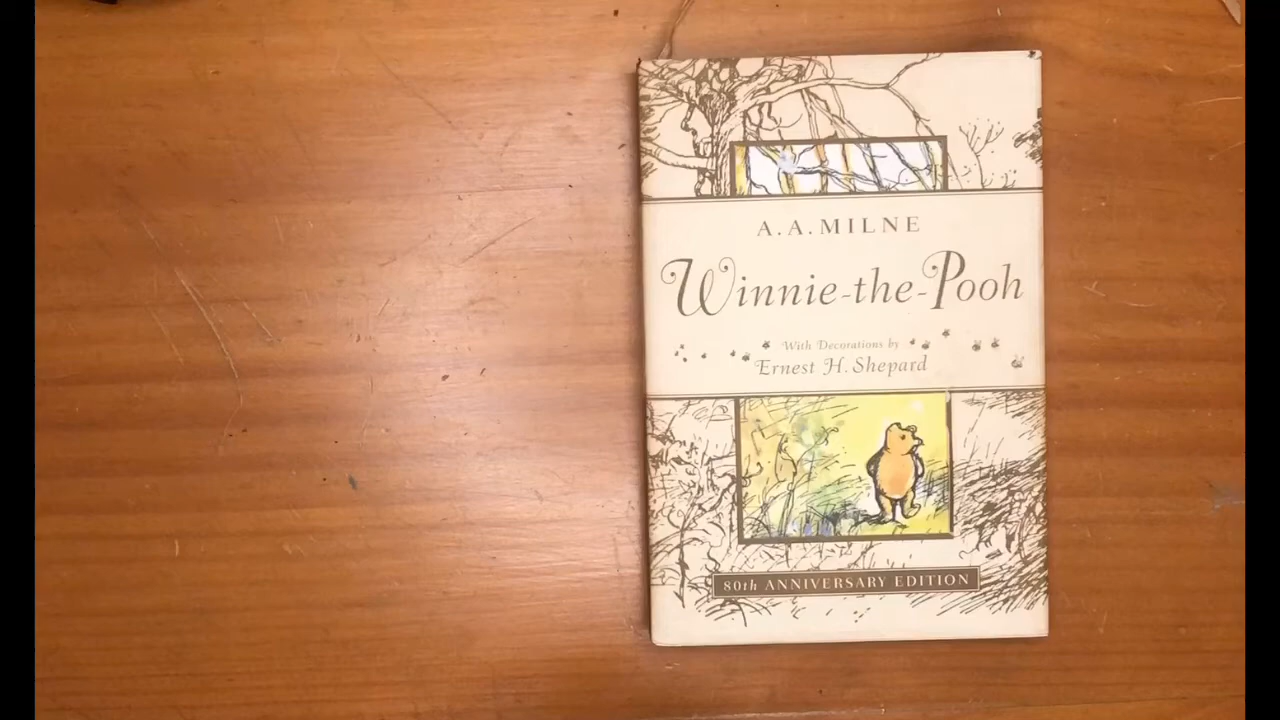 A.A. MILNE
Winnie-the-Pooh
With Decorations by
Ernest H. Shepard
80th ANNIVERSARY EDITION